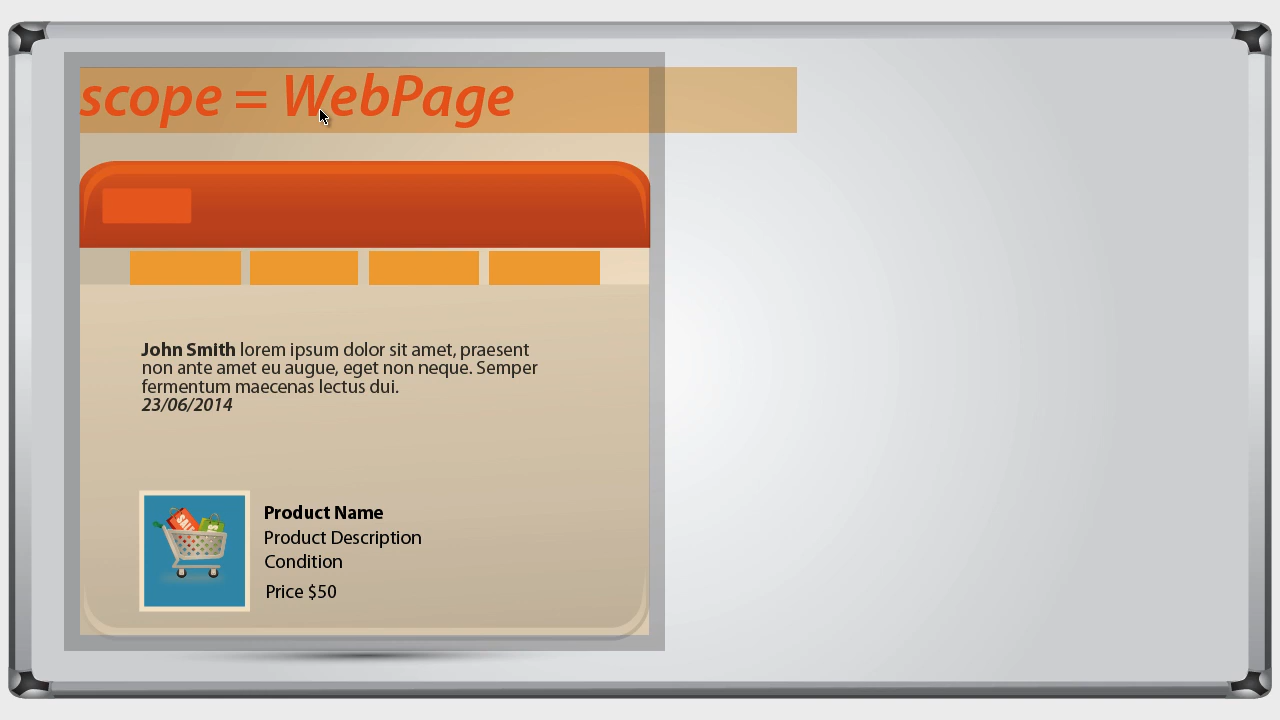 scope = WebPage
John Smith lorem ipsum dolor sit amet, praesent
non ante amet eu augue, eget non neque. Semper
fermentum maecenas lectus dui.
23/06/2014
SALE
Product Name
Product Description
Condition
Price $50